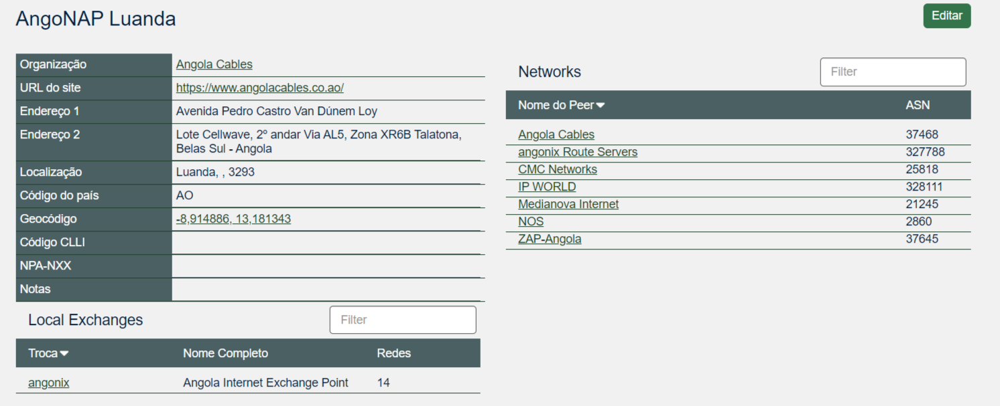 AngoNAP Luanda
Editar
Organização Angola Cables
URL do site https://www.angolacables.co.ao/
Endereço 1 Avenida Pedro Castro Van Dúnem Loy
Endereço 2 Lote Cellwave, 2º andar Via AL5, Zona XR6B Talatona,
Belas Sul - Angola
Localização Luanda, , 3293
Código do país AO
Geocódigo -8,914886, 13,181343
Código CLLI
NPA-NXX
Notas
Local Exchanges Filter
Troca Nome Completo Redes
angonix Angola Internet Exchange Point 14
Networks Filter
Nome do Peer ASN
Angola Cables 37468
angonix Route Servers 327788
CMC Networks 25818
IP WORLD 328111
Medianova Internet 21245
NOS 2860
ZAP-Angola 37645